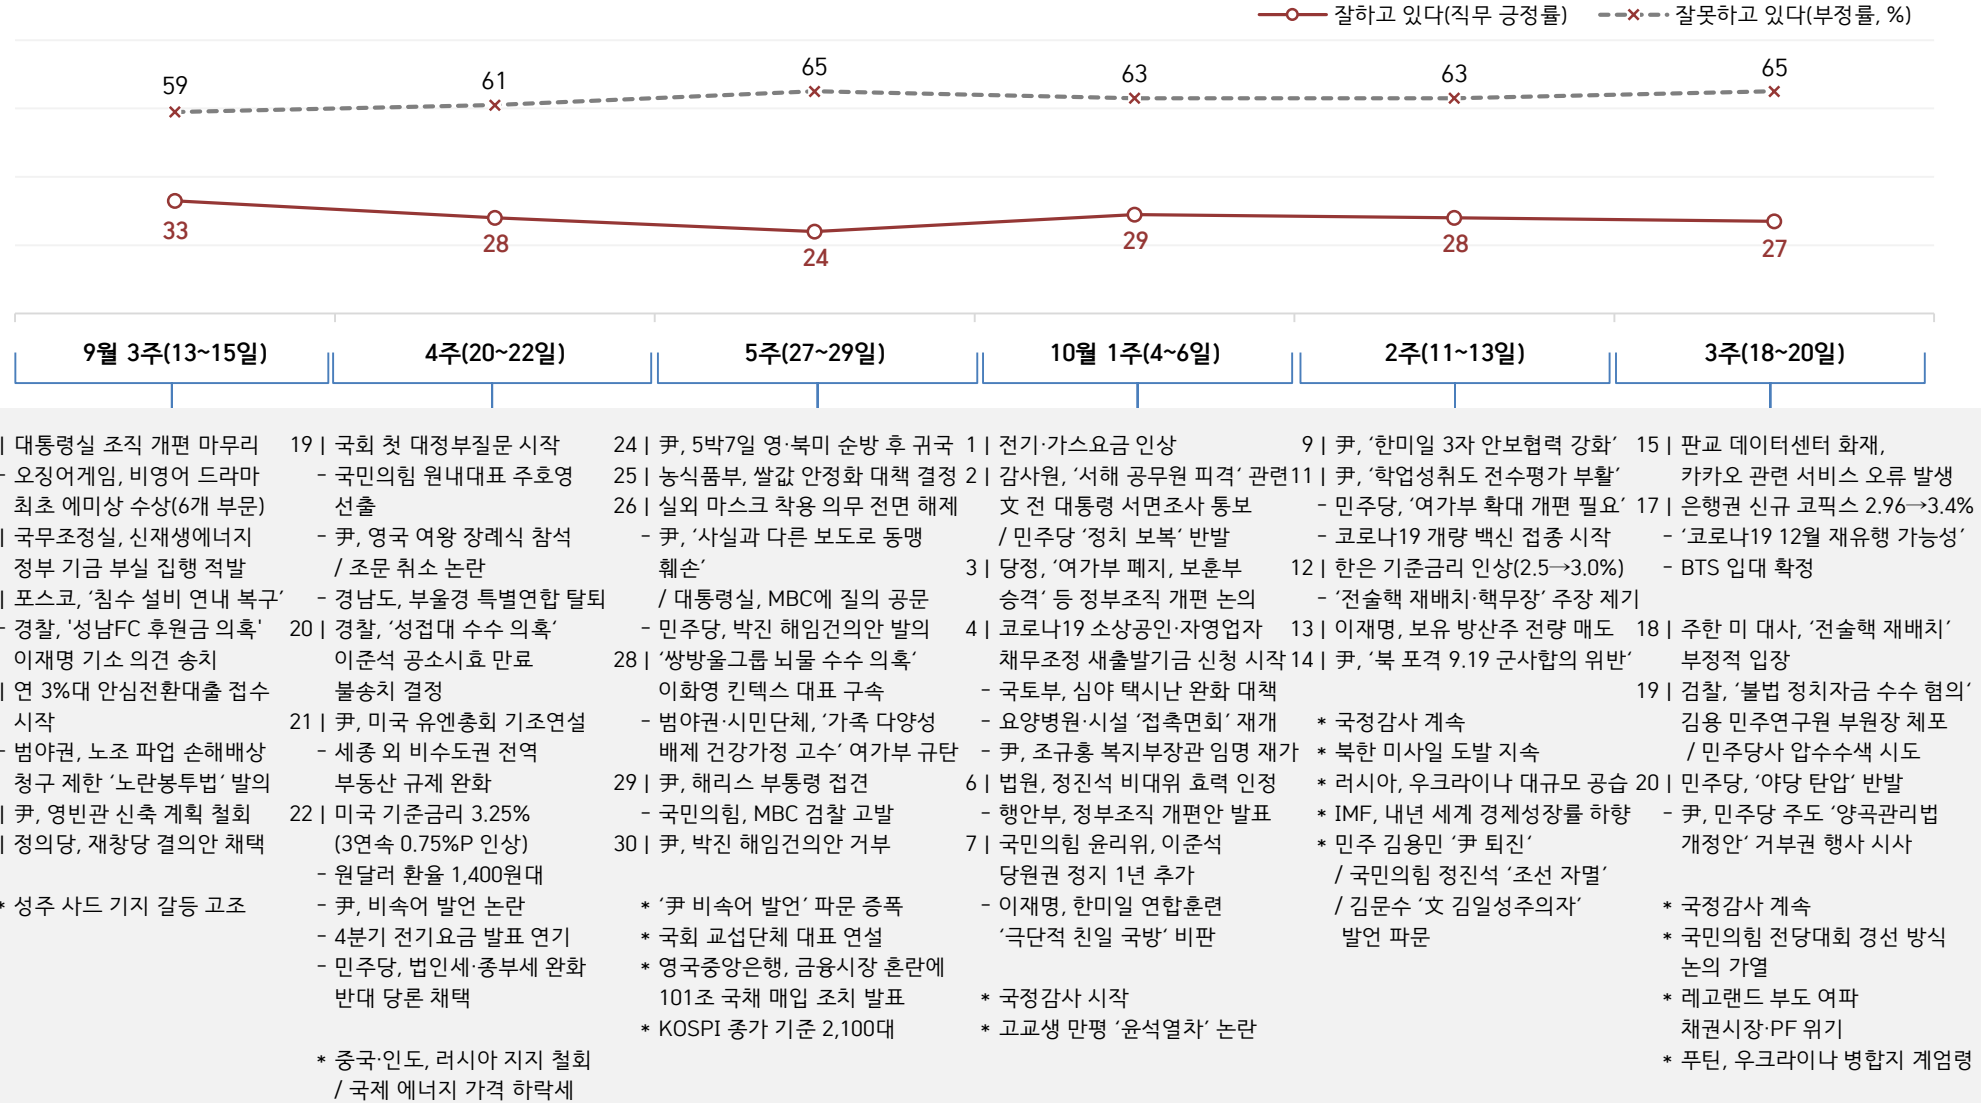 잘하고 있다(직무 긍정률)
잘못하고 있다(부정률, %)
59
61
65
63
63
65
33
28
24
29
28
27
9월 3주(13~15일)
4주(20~22일)
5주(27~29일)
10월 1주(4~6일)
2주(11~13일)
3주(18~20일)
| 대통령실 조직 개편 마무리
- 오징어게임, 비영어 드라마
최초 에미상 수상(6개 부문)
| 국무조정실, 신재생에너지
정부 기금 부실 집행 적발
| 포스코, ‘침수 설비 연내 복구’
- 경찰, '성남FC 후원금 의혹'
이재명 기소 의견 송치
| 연 3%대 안심전환대출 접수
시작
- 범야권, 노조 파업 손해배상
청구 제한 ‘노란봉투법’ 발의
| 尹, 영빈관 신축 계획 철회
| 정의당, 재창당 결의안 채택
* 성주 사드 기지 갈등 고조
19 | 국회 첫 대정부질문 시작
- 국민의힘 원내대표 주호영
선출
- 尹, 영국 여왕 장례식 참석
/ 조문 취소 논란
- 경남도, 부울경 특별연합 탈퇴
20 | 경찰, ‘성접대 수수 의혹‘
이준석 공소시효 만료
불송치 결정
21 | 尹, 미국 유엔총회 기조연설
- 세종 외 비수도권 전역
부동산 규제 완화
22 | 미국 기준금리 3.25%
(3연속 0.75%P 인상)
- 원달러 환율 1,400원대
- 尹, 비속어 발언 논란
- 4분기 전기요금 발표 연기
- 민주당, 법인세·종부세 완화
반대 당론 채택
* 중국·인도, 러시아 지지 철회
/ 국제 에너지 가격 하락세
24 | 尹, 5박7일 영·북미 순방 후 귀국
25 | 농식품부, 쌀값 안정화 대책 결정
26 | 실외 마스크 착용 의무 전면 해제
- 尹, ‘사실과 다른 보도로 동맹
훼손’
/ 대통령실, MBC에 질의 공문
- 민주당, 박진 해임건의안 발의
28 | ‘쌍방울그룹 뇌물 수수 의혹‘
이화영 킨텍스 대표 구속
- 범야권·시민단체, ‘가족 다양성
배제 건강가정 고수’ 여가부 규탄
29 | 尹, 해리스 부통령 접견
- 국민의힘, MBC 검찰 고발
30 | 尹, 박진 해임건의안 거부
* ‘尹 비속어 발언’ 파문 증폭
* 국회 교섭단체 대표 연설
* 영국중앙은행, 금융시장 혼란에
101조 국채 매입 조치 발표
* KOSPI 종가 기준 2,100대
1 | 전기·가스요금 인상
2 | 감사원, ‘서해 공무원 피격‘ 관련
文 전 대통령 서면조사 통보
/ 민주당 ‘정치 보복‘ 반발
3 | 당정, ‘여가부 폐지, 보훈부
승격‘ 등 정부조직 개편 논의
4 | 코로나19 소상공인·자영업자
채무조정 새출발기금 신청 시작
- 국토부, 심야 택시난 완화 대책
- 요양병원·시설 ‘접촉면회’ 재개
- 尹, 조규홍 복지부장관 임명 재가
6 | 법원, 정진석 비대위 효력 인정
- 행안부, 정부조직 개편안 발표
7 | 국민의힘 윤리위, 이준석
당원권 정지 1년 추가
- 이재명, 한미일 연합훈련
‘극단적 친일 국방‘ 비판
* 국정감사 시작
* 고교생 만평 ‘윤석열차’ 논란
9 | 尹, ‘한미일 3자 안보협력 강화’
11 | 尹, ‘학업성취도 전수평가 부활’
- 민주당, ‘여가부 확대 개편 필요’
- 코로나19 개량 백신 접종 시작
12 | 한은 기준금리 인상(2.5→3.0%)
- ‘전술핵 재배치·핵무장’ 주장 제기
13 | 이재명, 보유 방산주 전량 매도
14 | 尹, ‘북 포격 9.19 군사합의 위반‘
* 국정감사 계속
* 북한 미사일 도발 지속
* 러시아, 우크라이나 대규모 공습
* IMF, 내년 세계 경제성장률 하향
* 민주 김용민 ‘尹 퇴진‘
/ 국민의힘 정진석 ‘조선 자멸’
/ 김문수 ‘文 김일성주의자’
발언 파문
15 | 판교 데이터센터 화재,
카카오 관련 서비스 오류 발생
17 | 은행권 신규 코픽스 2.96→3.4%
- ‘코로나19 12월 재유행 가능성‘
- BTS 입대 확정
18 | 주한 미 대사, ‘전술핵 재배치‘
부정적 입장
19 | 검찰, ‘불법 정치자금 수수 혐의‘
김용 민주연구원 부원장 체포
/ 민주당사 압수수색 시도
20 | 민주당, ‘야당 탄압‘ 반발
- 尹, 민주당 주도 ‘양곡관리법
개정안‘ 거부권 행사 시사
* 국정감사 계속
* 국민의힘 전당대회 경선 방식
논의 가열
* 레고랜드 부도 여파
채권시장·PF 위기
* 푸틴, 우크라이나 병합지 계엄령